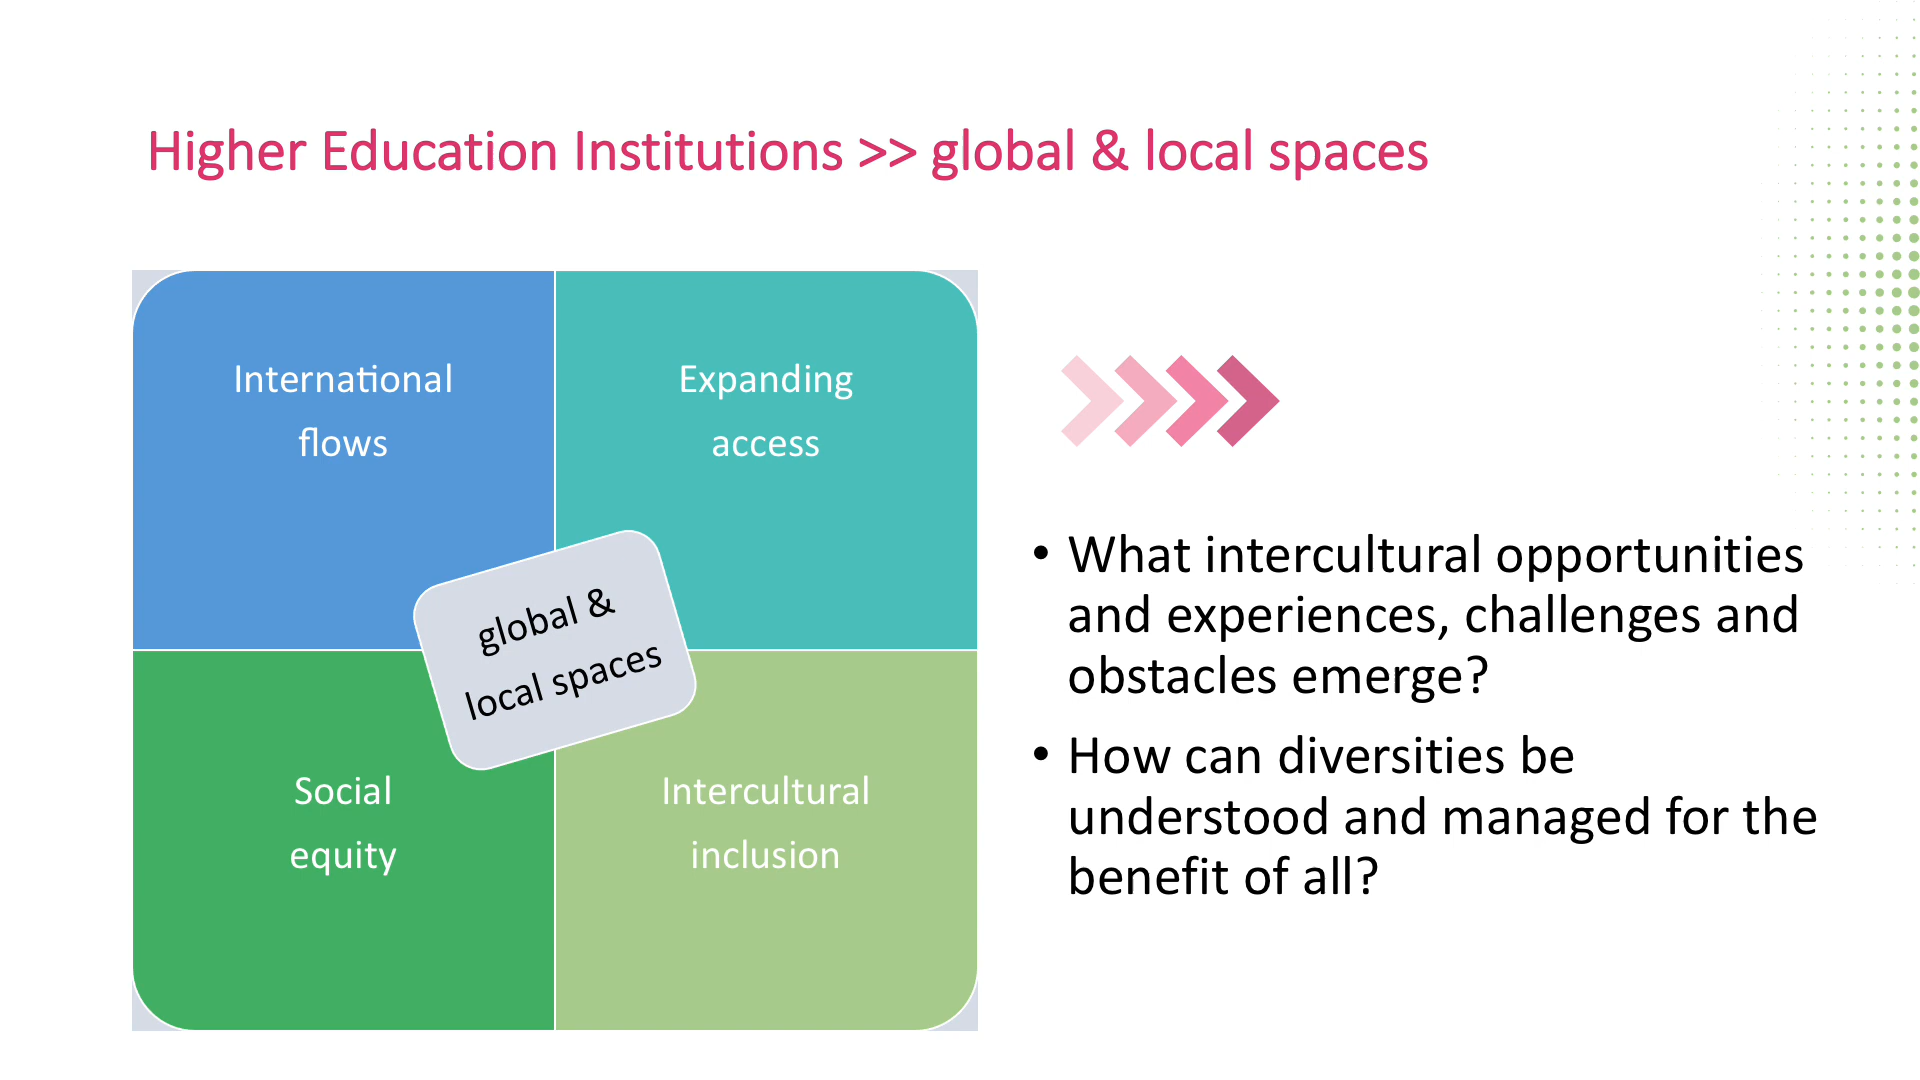 Higher Education Institutions >> global & local spaces
International
flows
Expanding
access
global &
local spaces
Social
equity
Intercultural
inclusion
• What intercultural opportunities
and experiences, challenges and
obstacles emerge?
• How can diversities be
understood and managed for the
benefit of all?